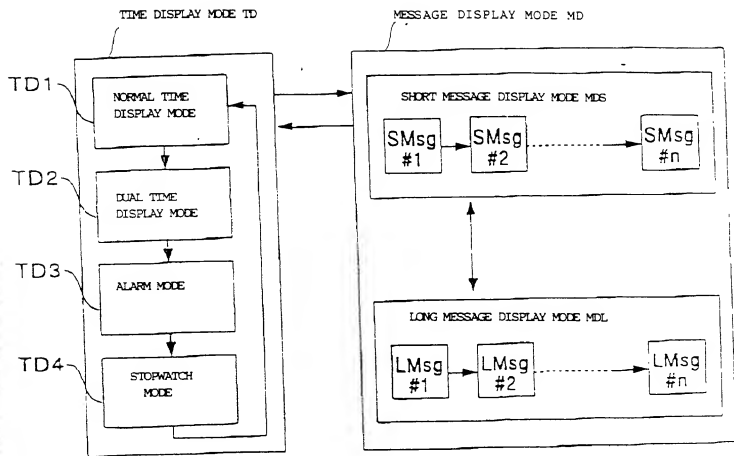 TIME DISPLAY MODE TD
MESSAGE DISPLAY MODE MD
TD1
NORMAL TIME
DISPLAY MODE
TD2
DUAL TIME
DISPLAY MODE
TD3
ALARM MODE
TD4
STOPWATCH
MODE
SHORT MESSAGE DISPLAY MODE MDS
SMsg
#1
SMsg
#2
SMsg
#n
LONG MESSAGE DISPLAY MODE MDL
LMsg
#1
LMsg
#2
LMsg
#n